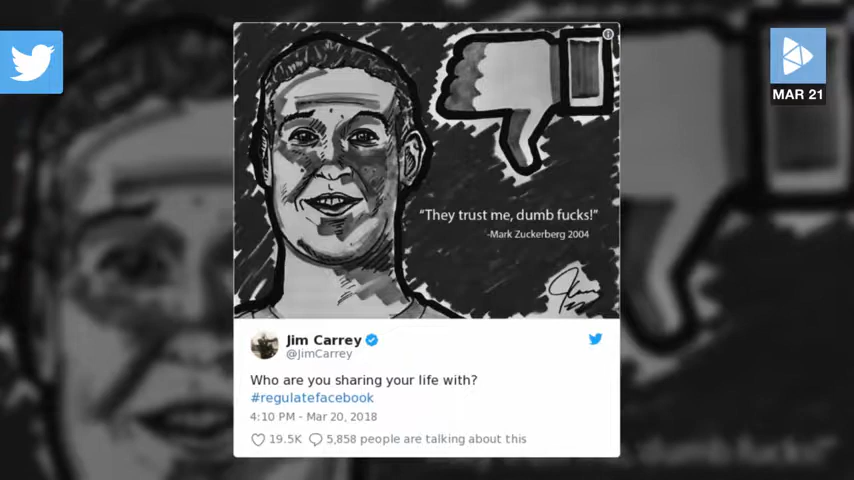 MAR 21
"They trust me, dumb fucks!"
-Mark Zuckerberg 2004
Jim Carrey
@JimCarrey
Who are you sharing your life with?
#regulatefacebook
4:10 PM - Mar 20, 2018
19.5K 5,858 people are talking about this